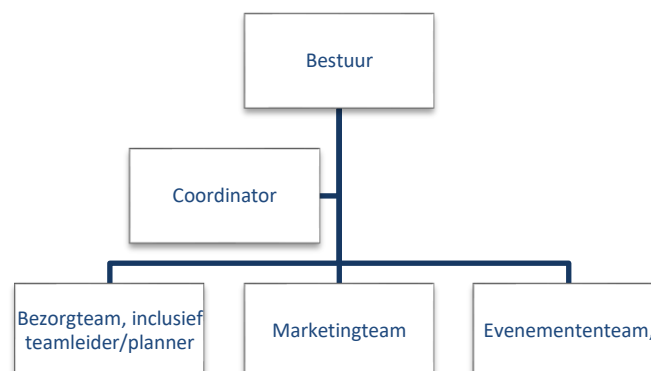 Bestuur
Coordinator
Bezorgteam, inclusief
teamleider/planner
Marketingteam
Evenemententeam,